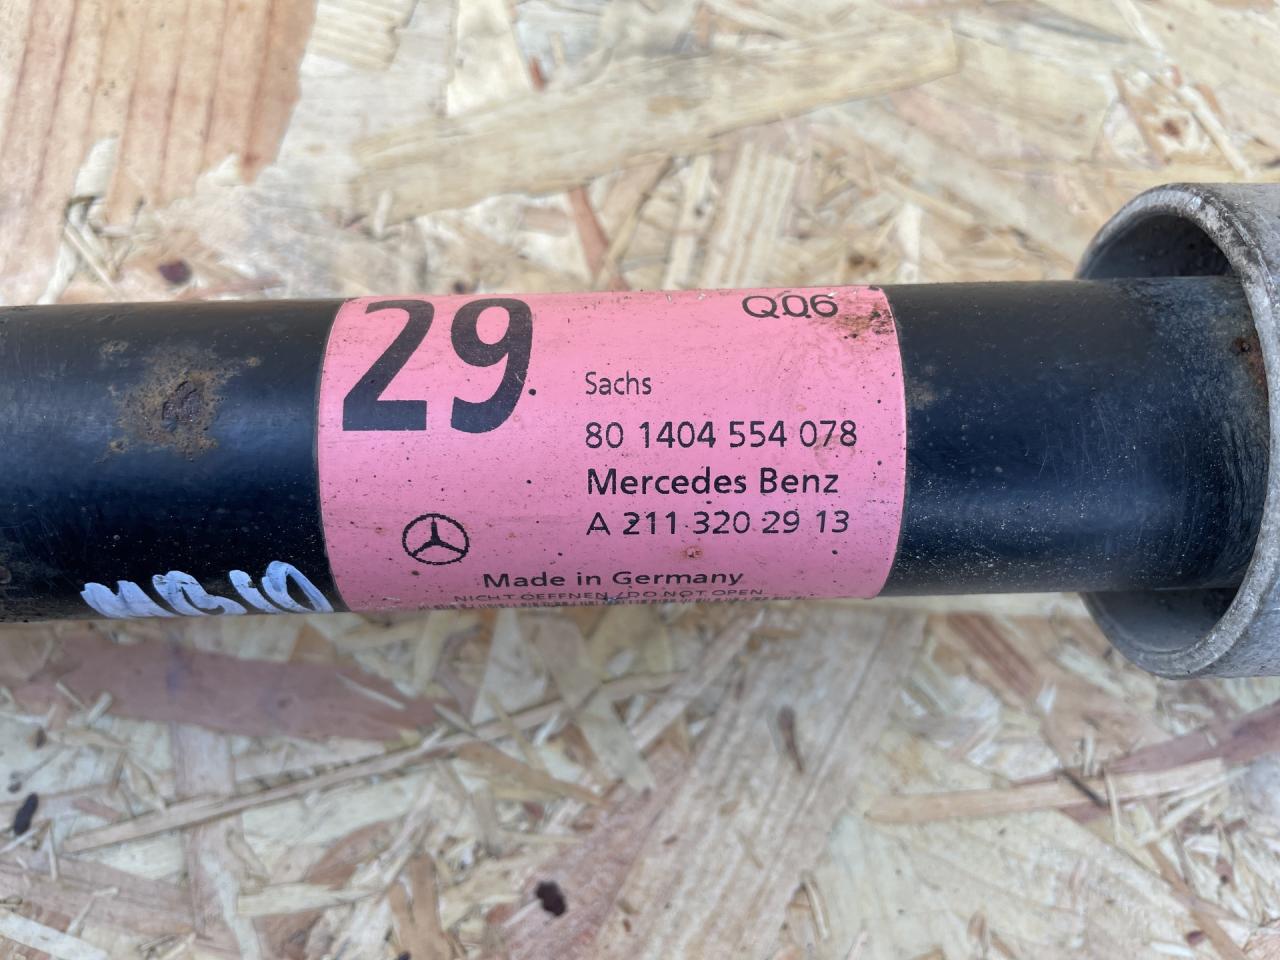 29
Q06
Sachs
80 1404 554 078
Mercedes Benz
A 211 320 29 13
Made in Germany
NICHT OEFFNEN / DO NOT OPEN